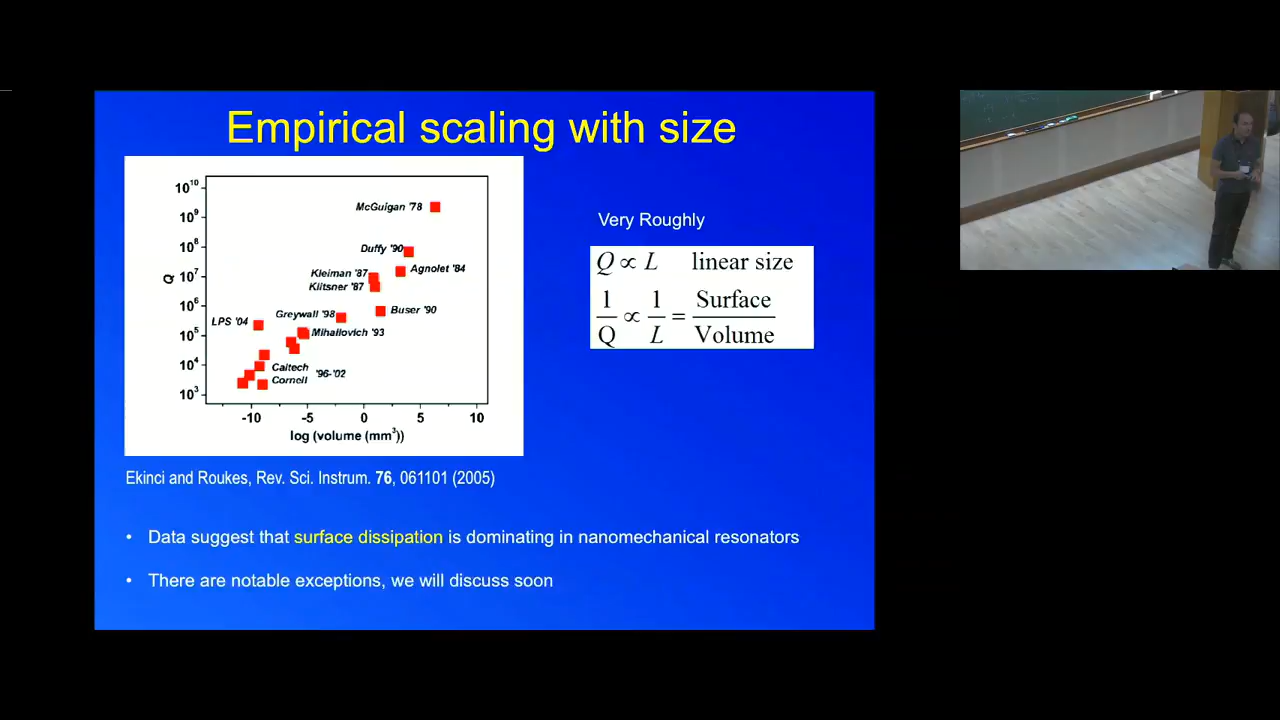 Empirical scaling with size
10^10
10^9
10^8
10^7
10^6
10^5
10^4
10^3
Q
McGuigan '78
Duffy '90
Agnolet '84
Kleiman '87
Klitsner '87
Buser '90
Greywall '98
LPS '04
Mihailovich '93
Caltech
Cornell '96-'02
-10 -5 0 5 10
log (volume (mm^3))
Very Roughly
Q ∝ L linear size
1/Q ∝ 1/L = Surface/Volume
Ekinci and Roukes, Rev. Sci. Instrum. 76, 061101 (2005)
• Data suggest that surface dissipation is dominating in nanomechanical resonators
• There are notable exceptions, we will discuss soon